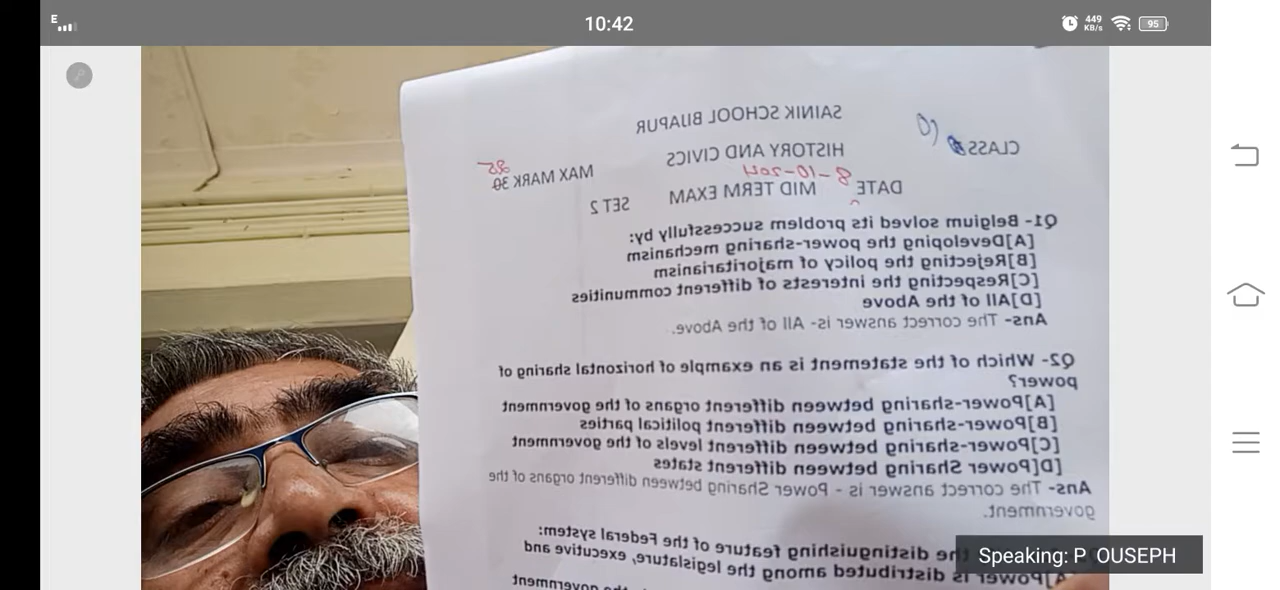 E
10:42
449
KB/s
95
SAINIK SCHOOL BIJAPUR
CLASS 10
HISTORY AND CIVICS
MAX MARK 30
DATE 8-10-2021 MID TERM EXAM SET 2
Q1- Belgium solved its problem successfully by:
[A]Developing the power-sharing mechanism
[B]Rejecting the policy of majoritarianism
[C]Respecting the interests of different communities
[D]All of the Above
Ans- The correct answer is- All of the Above.
Q2- Which of the statement is an example of horizontal sharing of
power?
[A]Power-sharing between different organs of the government
[B]Power-sharing between different political parties
[C]Power-sharing between different levels of the government
[D]Power Sharing between different states
Ans- The correct answer is - Power Sharing between different organs of the
government.
the distinguishing feature of the Federal system:
[A]Power is distributed among the legislature, executive and
government
Speaking: P OUSEPH